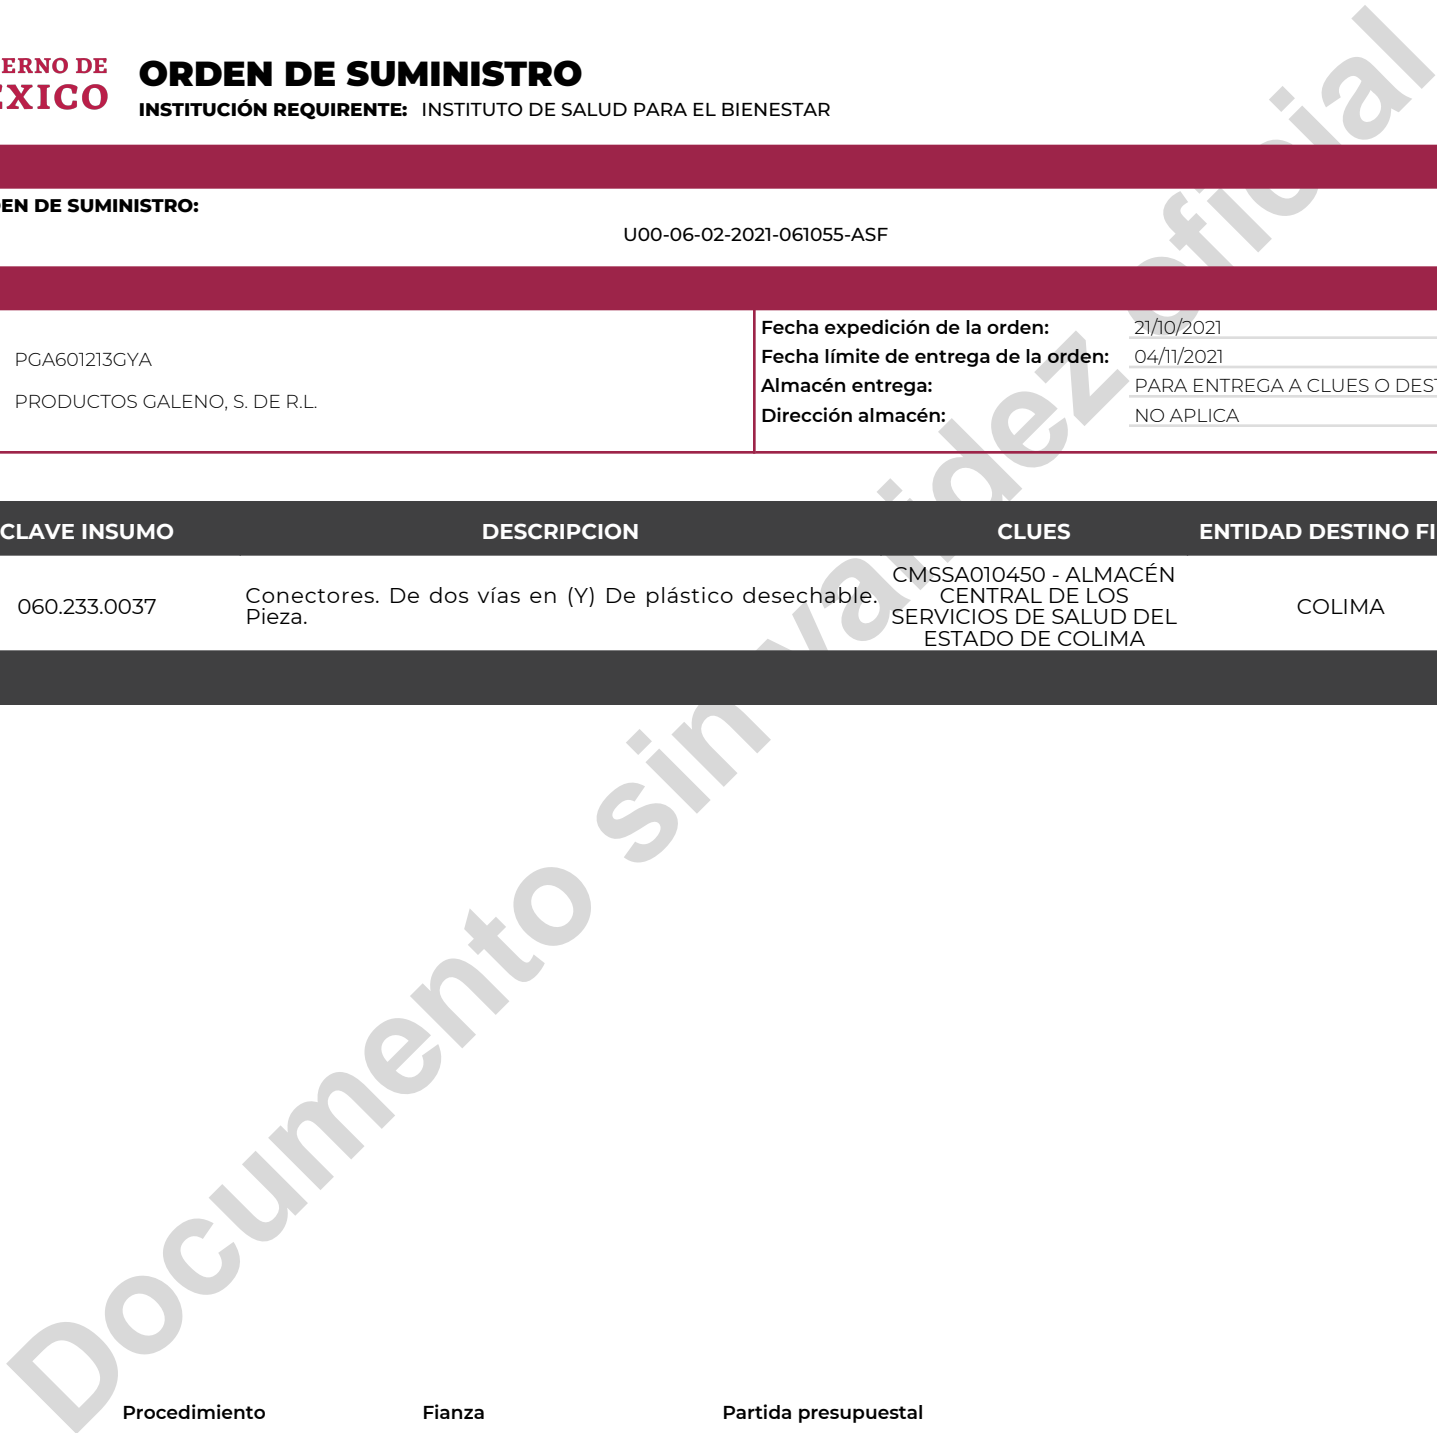 ERNO DE
ÉXICO
ORDEN DE SUMINISTRO
INSTITUCIÓN REQUIRENTE: INSTITUTO DE SALUD PARA EL BIENESTAR
EN DE SUMINISTRO:
U00-06-02-2021-061055-ASF
PGA601213GYA
PRODUCTOS GALENO, S. DE R.L.
Fecha expedición de la orden: 21/10/2021
Fecha límite de entrega de la orden: 04/11/2021
Almacén entrega: PARA ENTREGA A CLUES O DEST
Dirección almacén: NO APLICA
CLAVE INSUMO DESCRIPCION CLUES ENTIDAD DESTINO FI
060.233.0037
Conectores. De dos vías en (Y) De plástico desechable.
Pieza.
CMSSA010450 - ALMACÉN
CENTRAL DE LOS
SERVICIOS DE SALUD DEL
ESTADO DE COLIMA
COLIMA
Documento sin validez oficial
Procedimiento Fianza Partida presupuestal